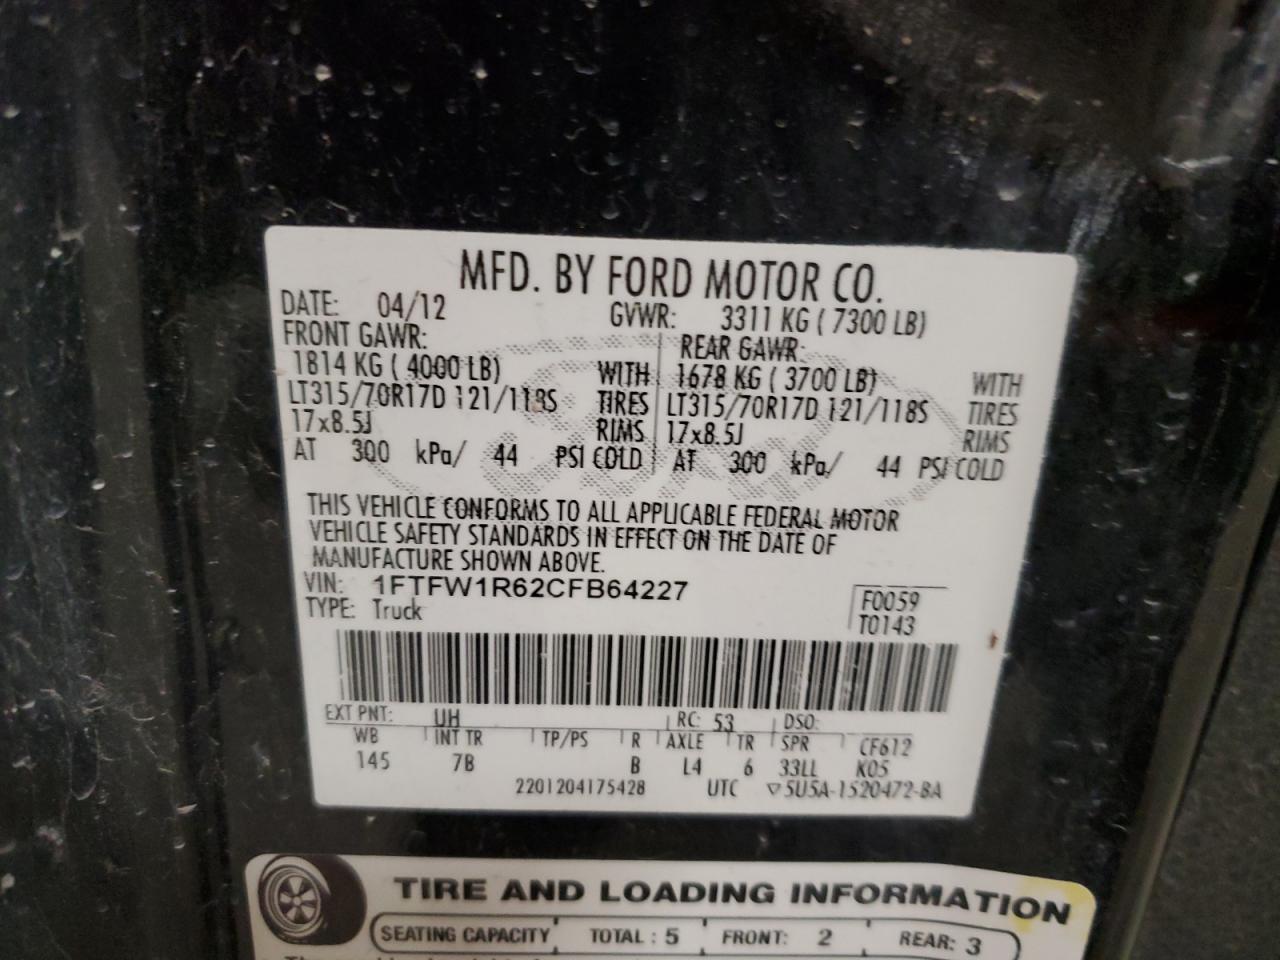 MFD. BY FORD MOTOR CO.
DATE: 04/12 GVWR: 3311 KG ( 7300 LB)
FRONT GAWR: REAR GAWR:
1814 KG ( 4000 LB) WITH 1678 KG ( 3700 LB) WITH
LT315/70R17D 121/118S TIRES LT315/70R17D 121/118S TIRES
17x8.5J RIMS 17x8.5J RIMS
AT 300 kPa/ 44 PSI COLD AT 300 kPa/ 44 PSI COLD
THIS VEHICLE CONFORMS TO ALL APPLICABLE FEDERAL MOTOR
VEHICLE SAFETY STANDARDS IN EFFECT ON THE DATE OF
MANUFACTURE SHOWN ABOVE.
VIN: 1FTFW1R62CFB64227 F0059
TYPE: Truck T0143
EXT PNT: UH RC: 53 DSO:
WB INT TR TP/PS R AXLE TR SPR CF612
145 7B B L4 6 33LL K05
2201204175428 UTC ▽5U5A-1520472-BA
TIRE AND LOADING INFORMATION
SEATING CAPACITY TOTAL : 5 FRONT: 2 REAR: 3